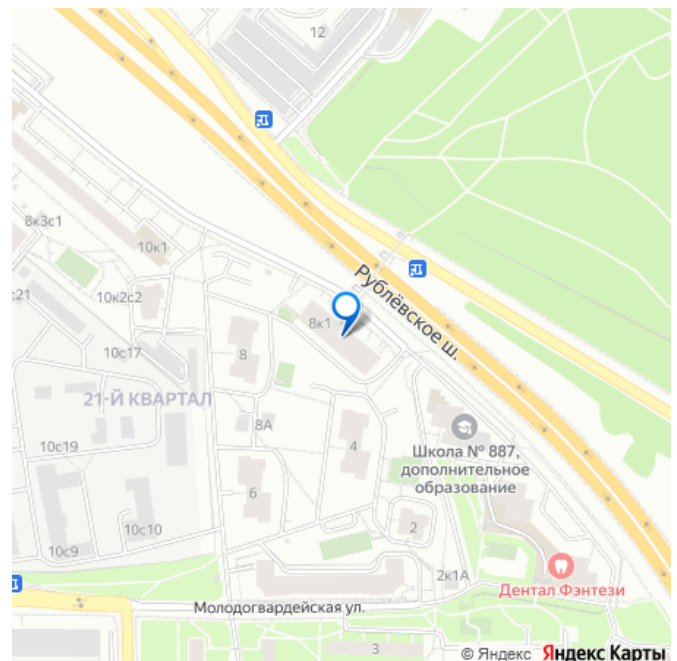 12
8к3с1
10к1
Рублёвское ш.
с21
10к2с2
8к1
10с17
8
21-Й КВАРТАЛ
8А
10с19
4
Школа № 887,
дополнительное
образование
6
10с10
2
10с9
2к1А
Дентал Фэнтези
Молодогвардейская ул.
3
© Яндекс Яндекс Карты